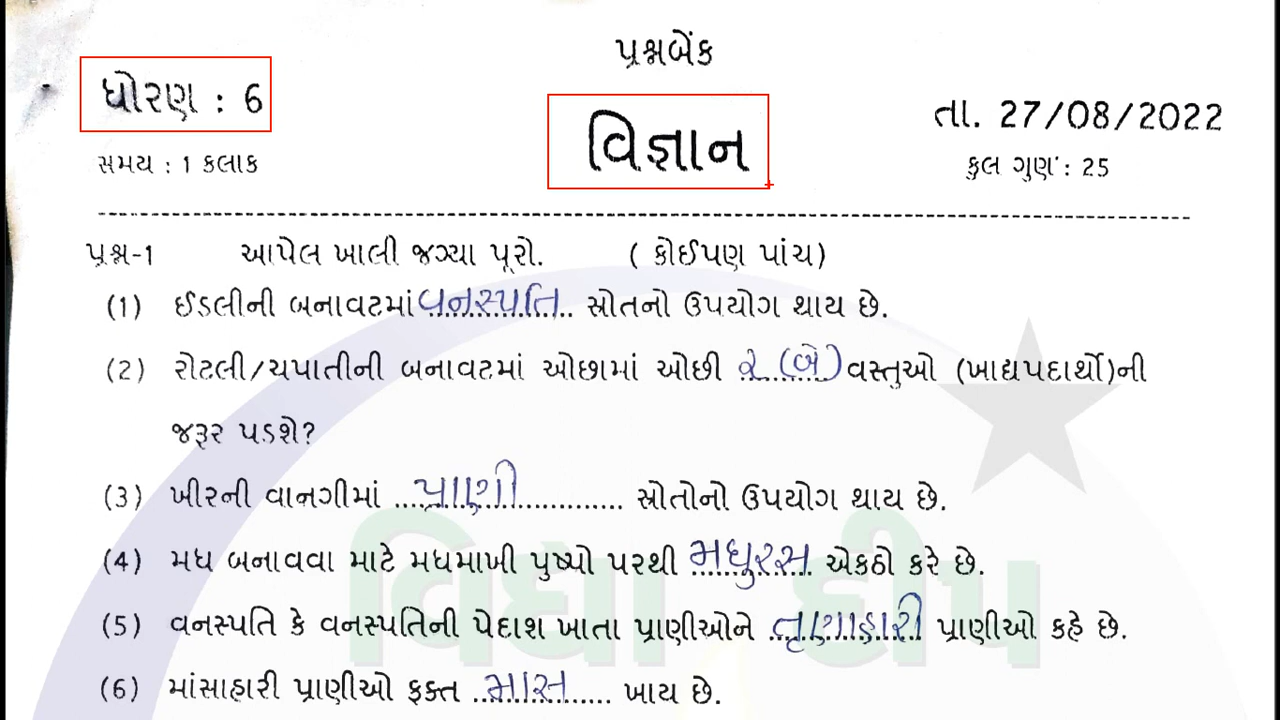 પ્રશ્નબેંક
ધોરણ : 6
વિજ્ઞાન
તા. 27/08/2022
સમય : 1 કલાક
કુલ ગુણ : 25
પ્રશ્ન-1 આપેલ ખાલી જગ્યા પૂરો. ( કોઈપણ પાંચ)
(1) ઈડલીની બનાવટમાં વનસ્પતિ સ્રોતનો ઉપયોગ થાય છે.
(2) રોટલી/ચપાતીની બનાવટમાં ઓછામાં ઓછી ૨ (બે) વસ્તુઓ (ખાદ્યપદાર્થો)ની
જરૂર પડશે?
(3) ખીરની વાનગીમાં પ્રાણી સ્રોતોનો ઉપયોગ થાય છે.
(4) મધ બનાવવા માટે મધમાખી પુષ્પો પરથી મધુરસ એકઠો કરે છે.
(5) વનસ્પતિ કે વનસ્પતિની પેદાશ ખાતા પ્રાણીઓને તૃણાહારી પ્રાણીઓ કહે છે.
(6) માંસાહારી પ્રાણીઓ ફક્ત માસ ખાય છે.
વિદ્યા દીપ